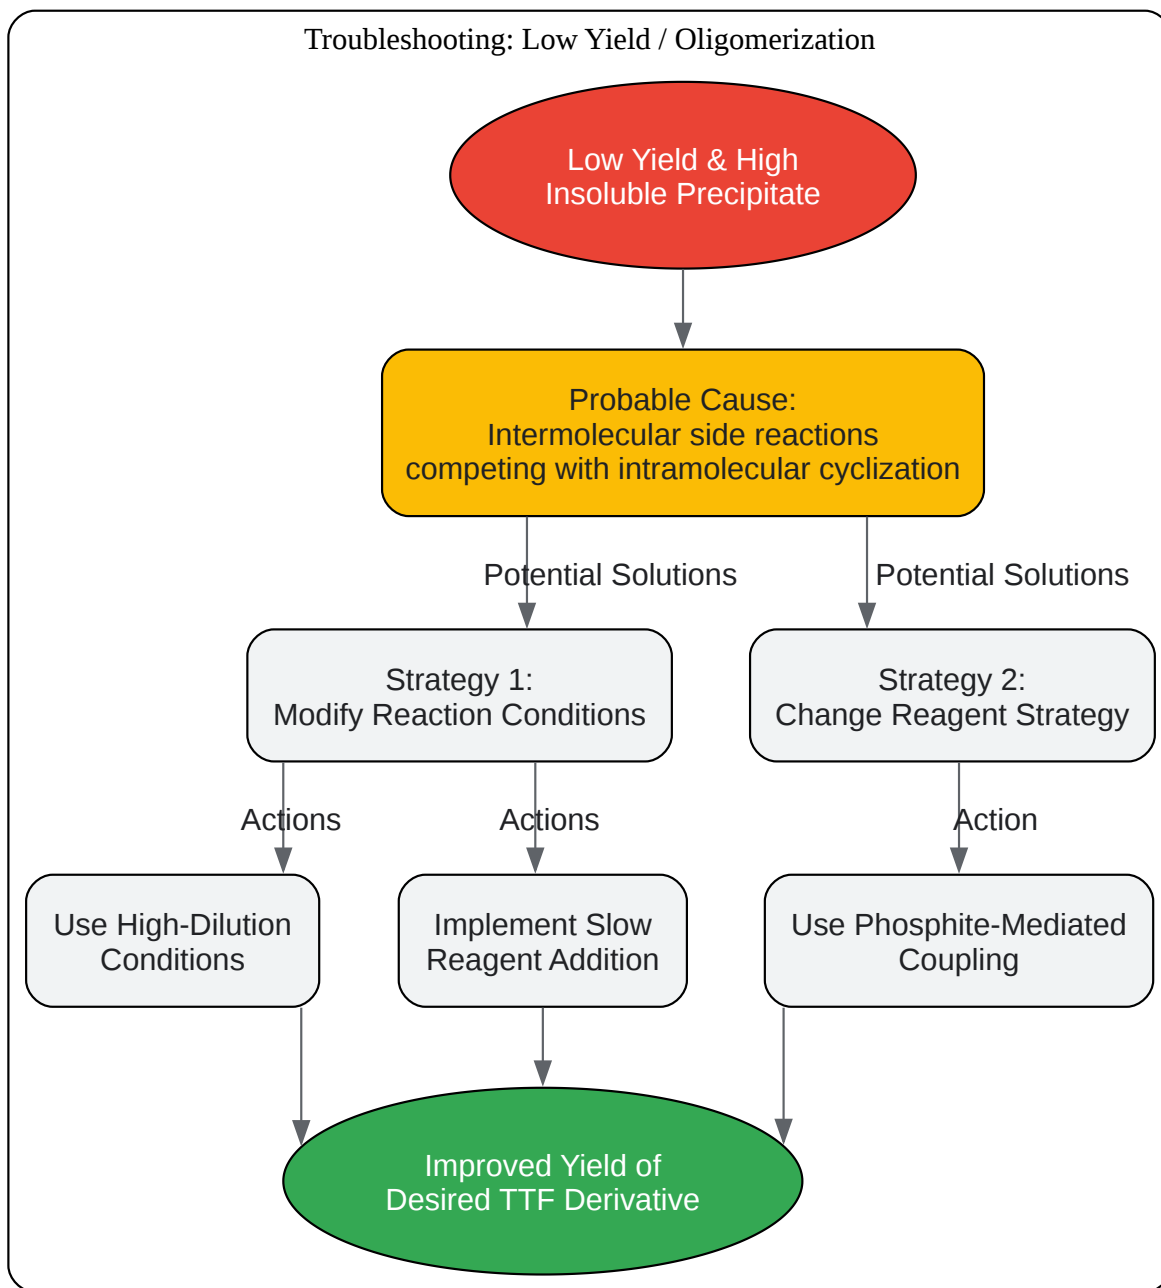 Troubleshooting: Low Yield / Oligomerization
Low Yield & High
Insoluble Precipitate
Probable Cause:
Intermolecular side reactions
competing with intramolecular cyclization
Potential Solutions
Potential Solutions
Strategy 1:
Modify Reaction Conditions
Strategy 2:
Change Reagent Strategy
Actions
Actions
Action
Use High-Dilution
Conditions
Implement Slow
Reagent Addition
Use Phosphite-Mediated
Coupling
Improved Yield of
Desired TTF Derivative